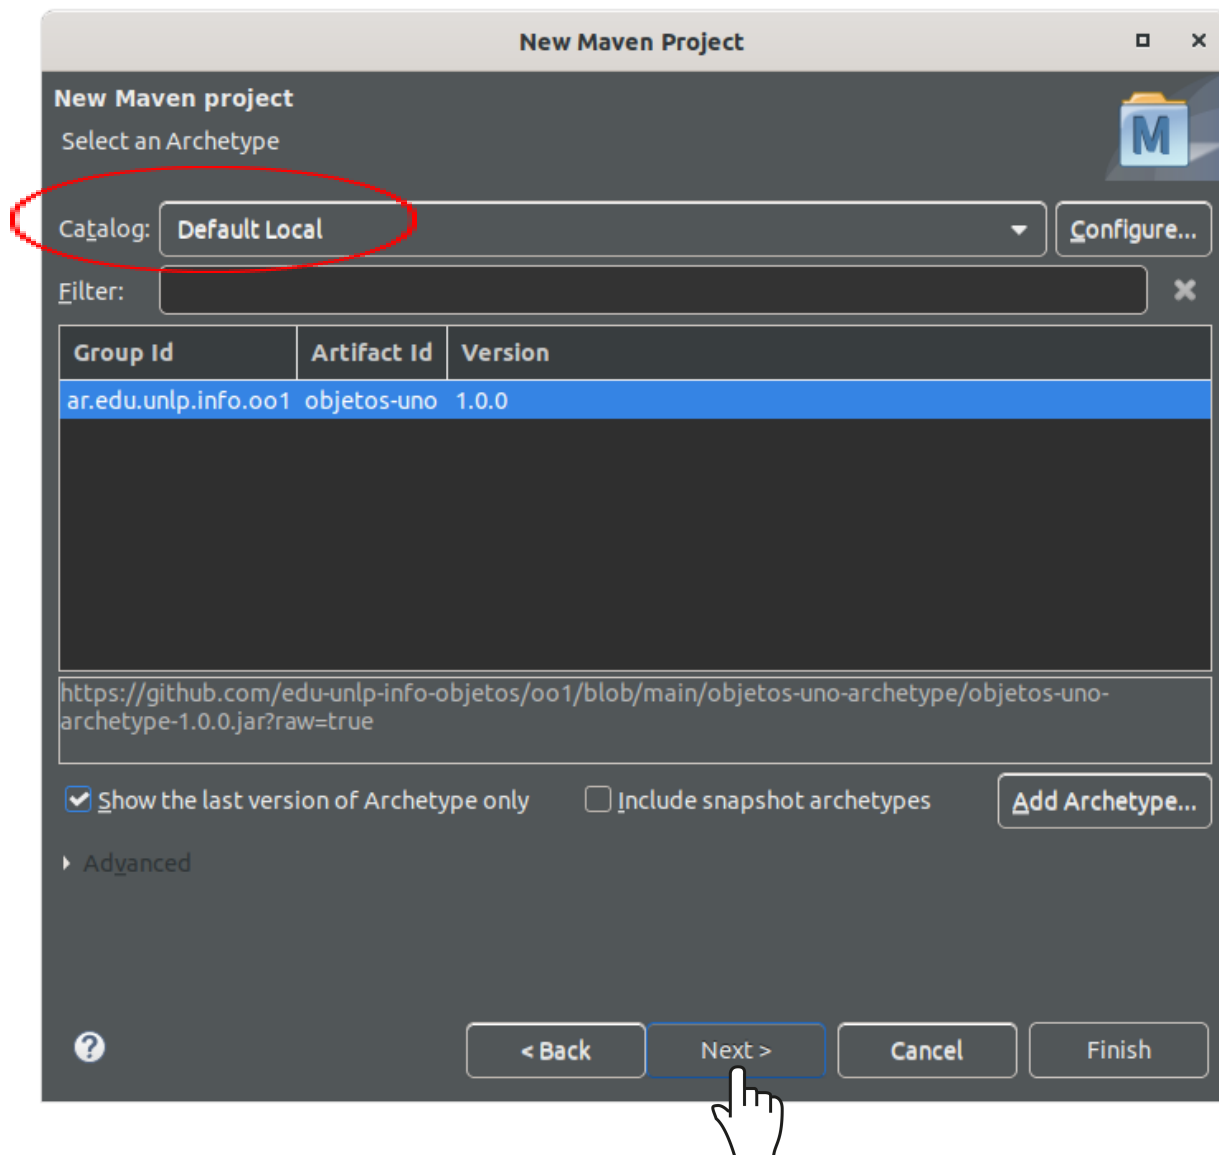 New Maven Project
New Maven project
Select an Archetype
M
Catalog: Default Local Configure...
Filter:
Group Id Artifact Id Version
ar.edu.unlp.info.oo1 objetos-uno 1.0.0
https://github.com/edu-unlp-info-objetos/oo1/blob/main/objetos-uno-archetype/objetos-uno-
archetype-1.0.0.jar?raw=true
Show the last version of Archetype only Include snapshot archetypes Add Archetype...
Advanced
? < Back Next > Cancel Finish